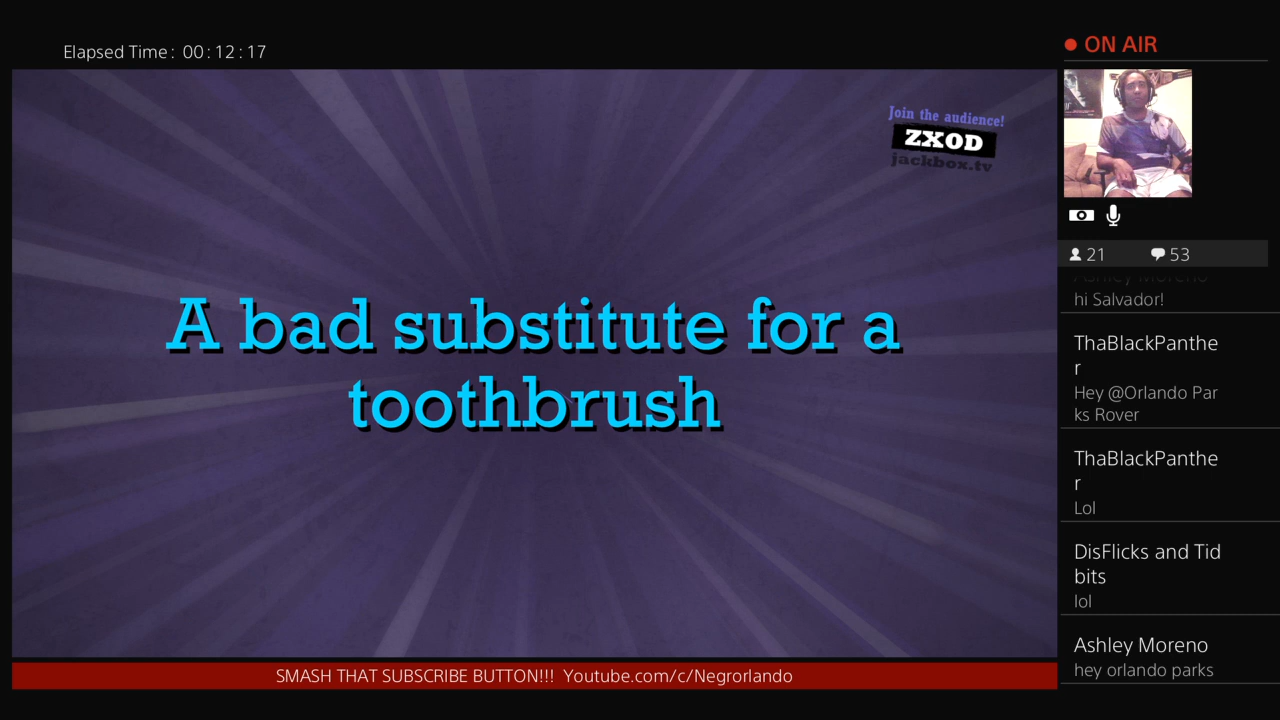 Elapsed Time: 00:12:17
ON AIR
Join the audience!
ZXOD
jackbox.tv
A bad substitute for a
toothbrush
21 53
Ashley Moreno
hi Salvador!
ThaBlackPanthe
r
Hey @Orlando Par
ks Rover
ThaBlackPanthe
r
Lol
DisFlicks and Tid
bits
lol
Ashley Moreno
hey orlando parks
SMASH THAT SUBSCRIBE BUTTON!!! Youtube.com/c/Negrorlando